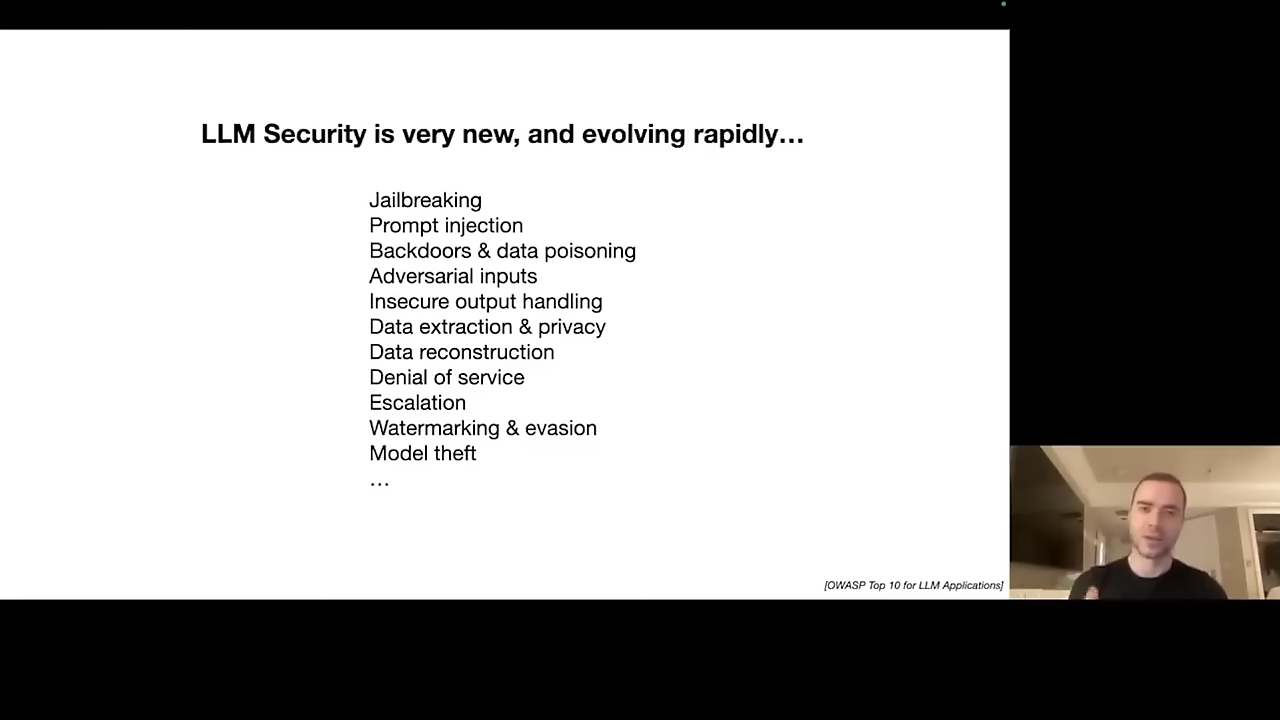 LLM Security is very new, and evolving rapidly…
Jailbreaking
Prompt injection
Backdoors & data poisoning
Adversarial inputs
Insecure output handling
Data extraction & privacy
Data reconstruction
Denial of service
Escalation
Watermarking & evasion
Model theft
…
[OWASP Top 10 for LLM Applications]